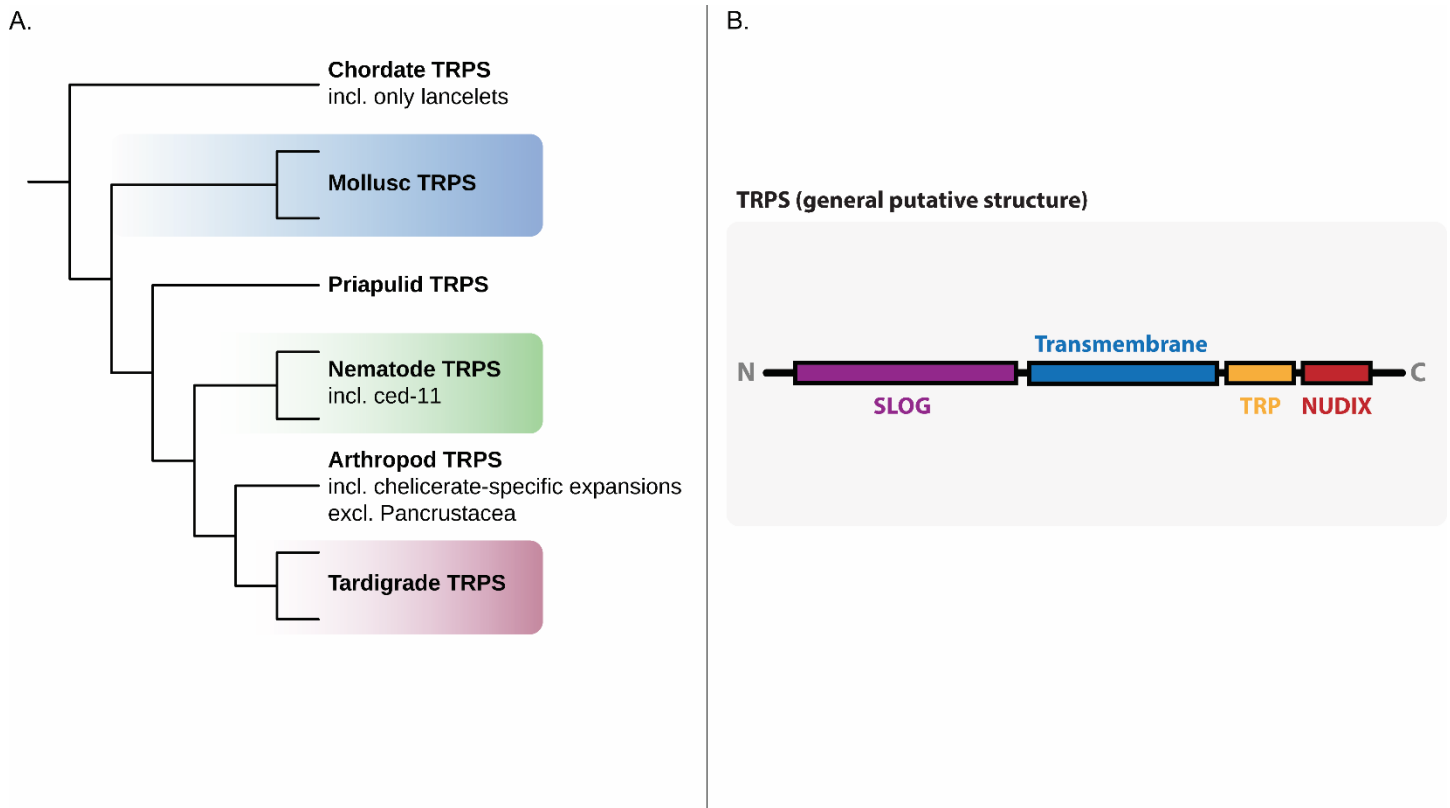 A.
Chordate TRPS
incl. only lancelets
Mollusc TRPS
Priapulid TRPS
Nematode TRPS
incl. ced-11
Arthropod TRPS
incl. chelicerate-specific expansions
excl. Pancrustacea
Tardigrade TRPS
B.
TRPS (general putative structure)
Transmembrane
N
C
SLOG
TRP
NUDIX